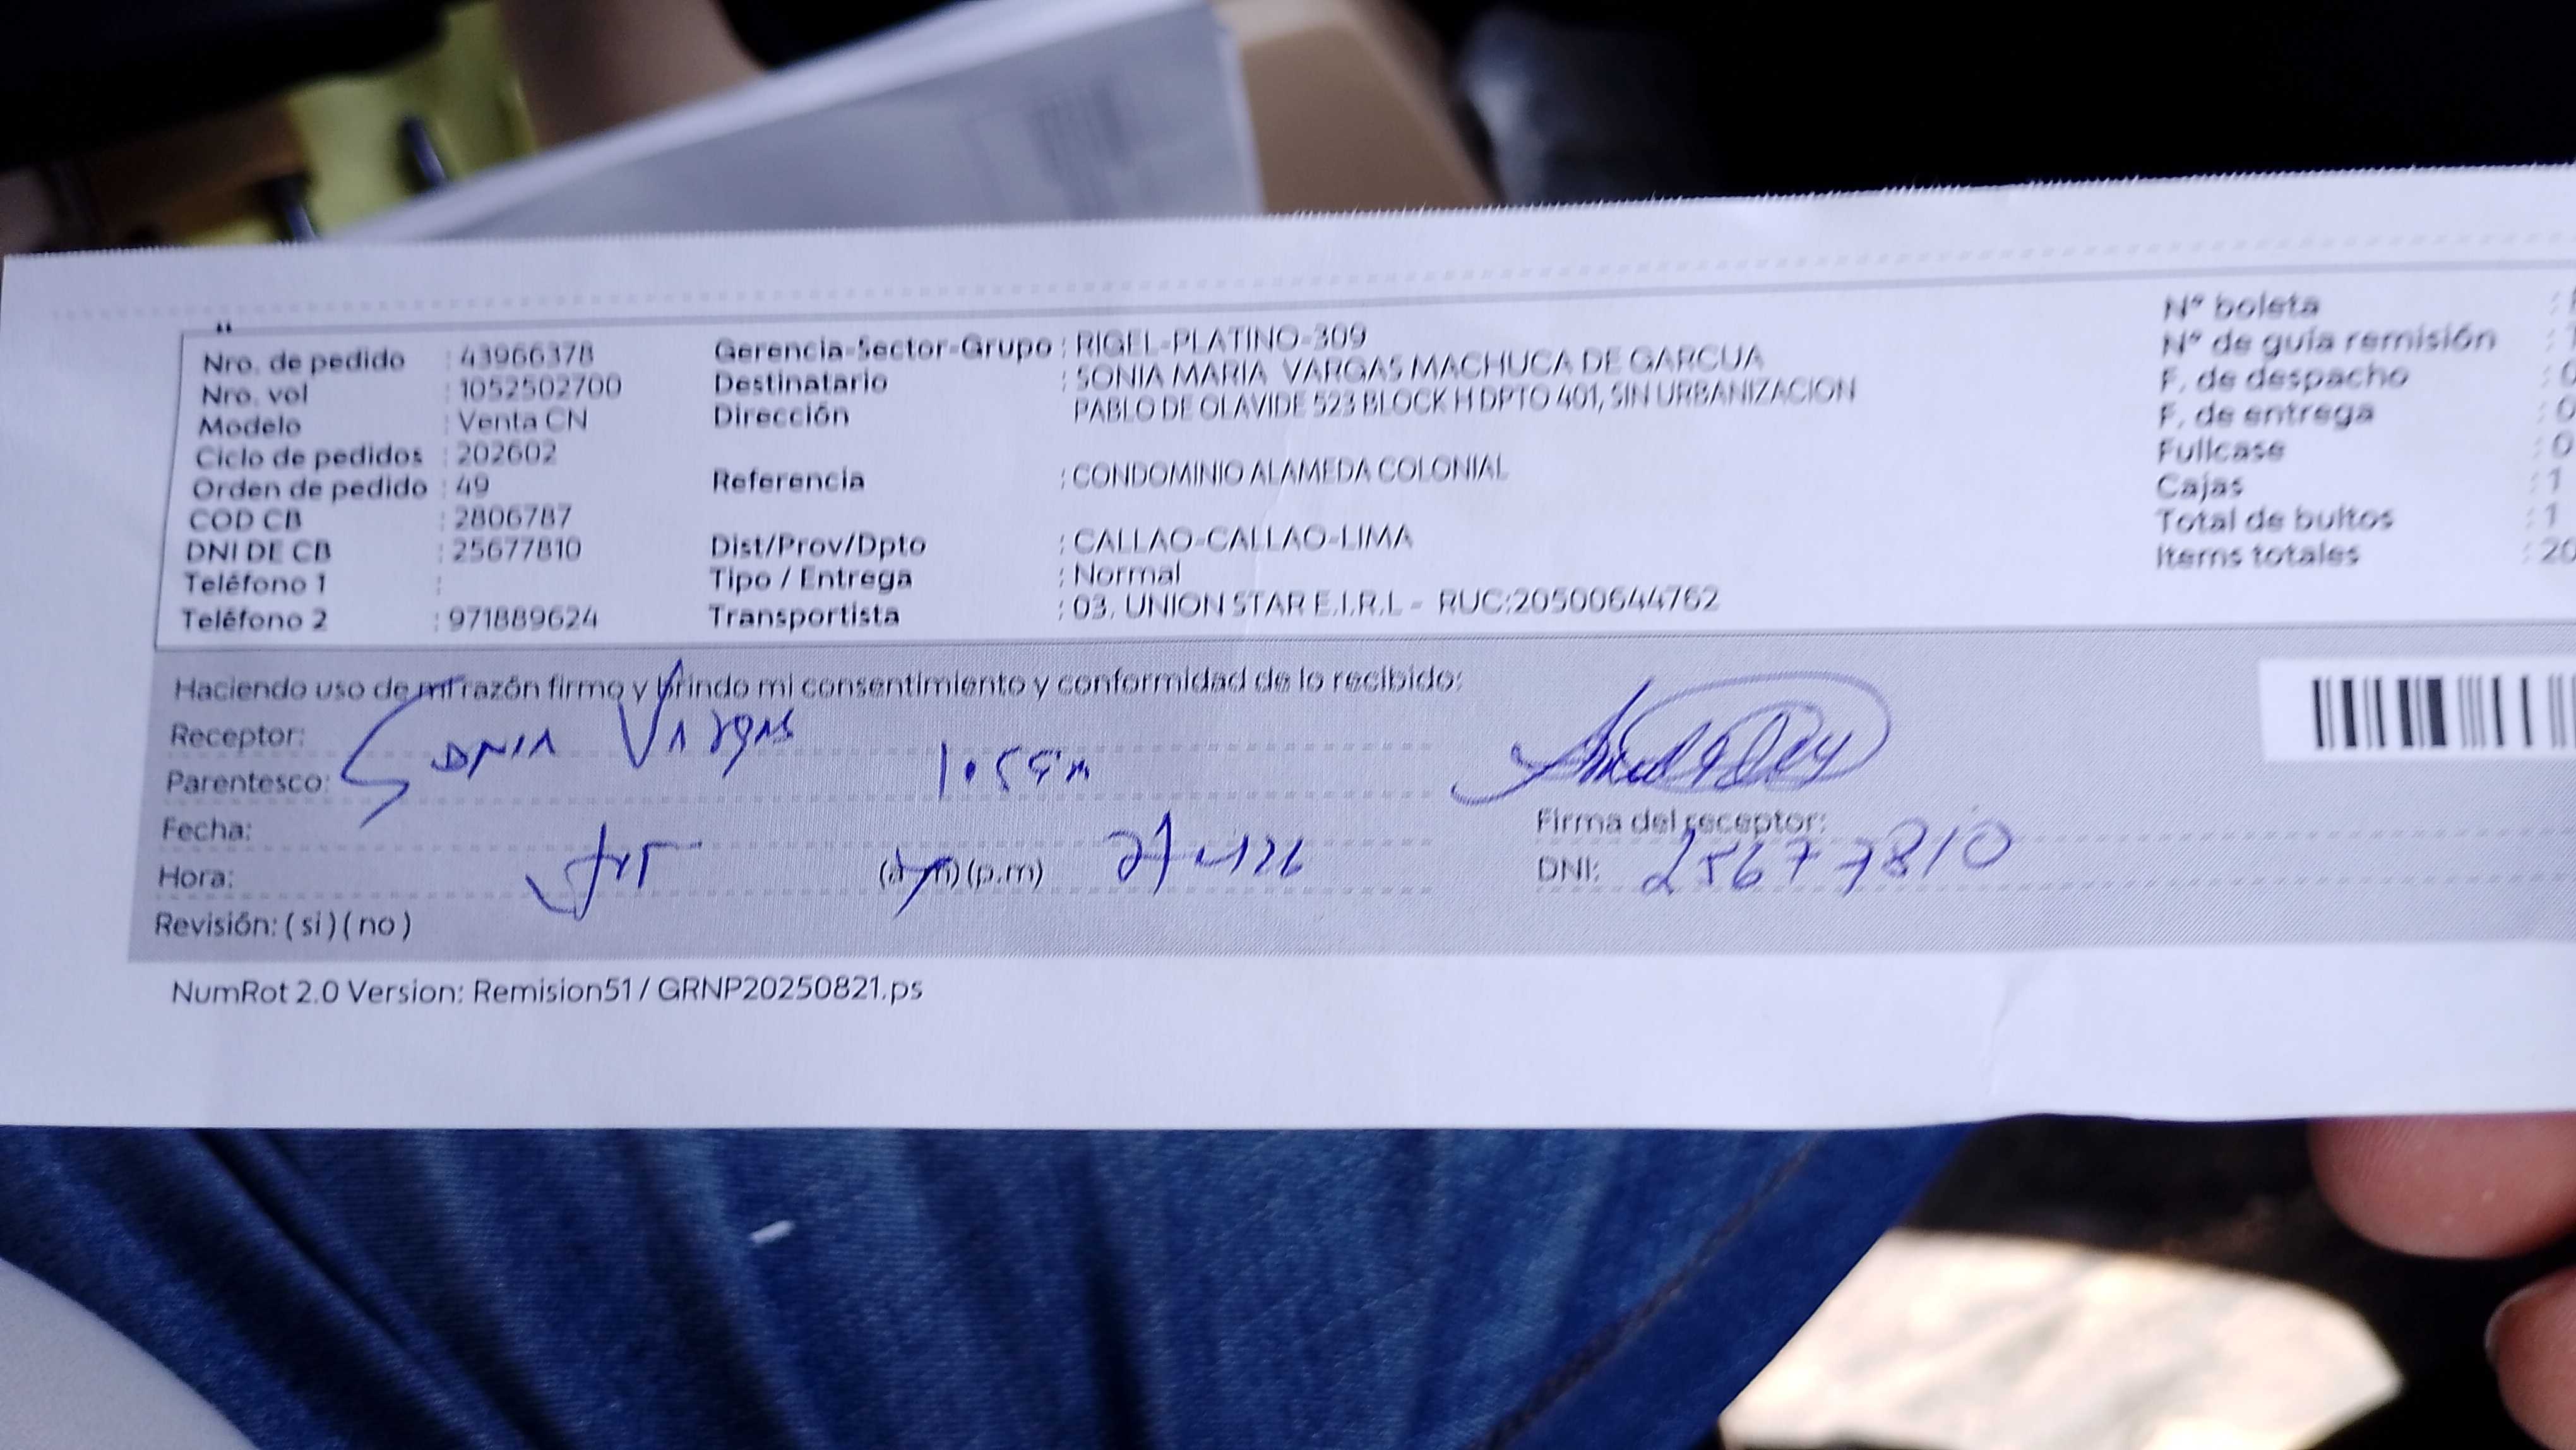 Nro. de pedido : 43966378
Nro. vol : 1052502700
Modelo : Venta CN
Ciclo de pedidos : 202602
Orden de pedido : 49
COD CB : 2806787
DNI DE CB : 25677810
Teléfono 1 :
Teléfono 2 : 971889624
Gerencia-Sector-Grupo : RIGEL-PLATINO-309
Destinatario : SONIA MARIA VARGAS MACHUCA DE GARCUA
Dirección PABLO DE OLAVIDE 523 BLOCK H DPTO 401, SIN URBANIZACION
Referencia : CONDOMINIO ALAMEDA COLONIAL
Dist/Prov/Dpto : CALLAO-CALLAO-LIMA
Tipo / Entrega : Normal
Transportista : 03. UNION STAR E.I.R.L - RUC:20500644762
N° boleta :
N° de guía remisión :
F. de despacho : 0
F. de entrega : 0
Fullcase : 0
Cajas : 1
Total de bultos : 1
Items totales : 20
Haciendo uso de mi razón firmo y brindo mi consentimiento y conformidad de lo recibido:
Receptor: Sonia Vargas
Parentesco:
Fecha:
Hora: (a.m) (p.m)
Revisión: ( si ) ( no )
Firma del receptor:
DNI: 25677810
NumRot 2.0 Version: Remision51 / GRNP20250821.ps